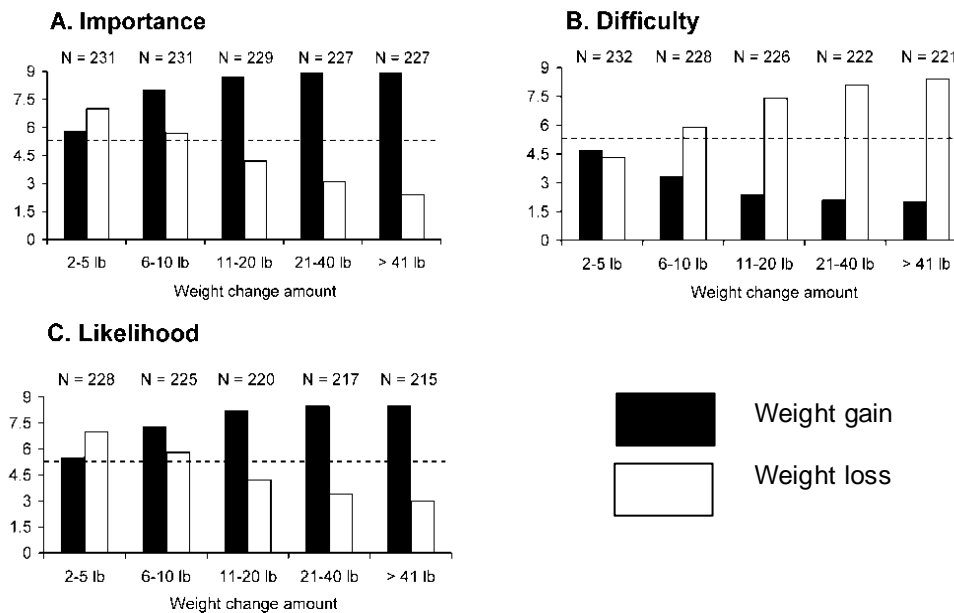 A. Importance
N = 231 N = 231 N = 229 N = 227 N = 227
9
7.5
6
4.5
3
1.5
0
2-5 lb 6-10 lb 11-20 lb 21-40 lb > 41 lb
Weight change amount
B. Difficulty
N = 232 N = 228 N = 226 N = 222 N = 221
9
7.5
6
4.5
3
1.5
0
2-5 lb 6-10 lb 11-20 lb 21-40 lb > 41 lb
Weight change amount
C. Likelihood
N = 228 N = 225 N = 220 N = 217 N = 215
9
7.5
6
4.5
3
1.5
0
2-5 lb 6-10 lb 11-20 lb 21-40 lb > 41 lb
Weight change amount
Weight gain
Weight loss